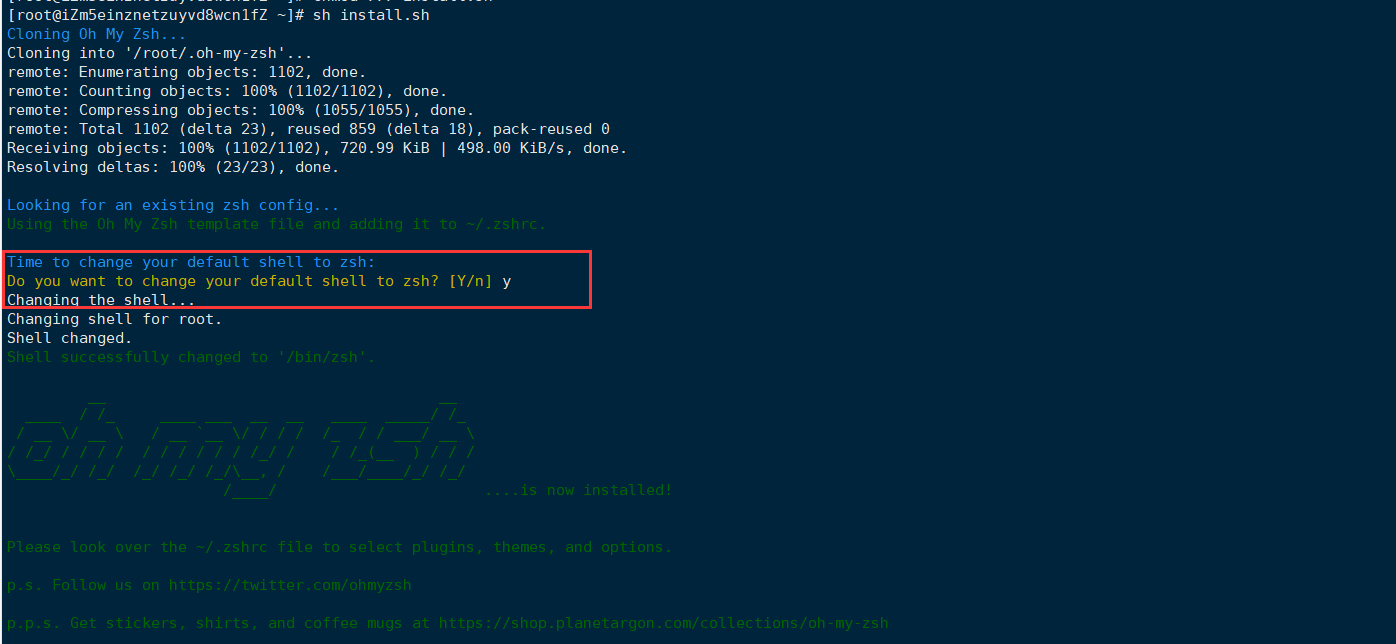 [root@iZm5einznetzuyvd8wcn1fZ ~]# sh install.sh
Cloning Oh My Zsh...
Cloning into '/root/.oh-my-zsh'...
remote: Enumerating objects: 1102, done.
remote: Counting objects: 100% (1102/1102), done.
remote: Compressing objects: 100% (1055/1055), done.
remote: Total 1102 (delta 23), reused 859 (delta 18), pack-reused 0
Receiving objects: 100% (1102/1102), 720.99 KiB | 498.00 KiB/s, done.
Resolving deltas: 100% (23/23), done.
Looking for an existing zsh config...
Using the Oh My Zsh template file and adding it to ~/.zshrc.
Time to change your default shell to zsh:
Do you want to change your default shell to zsh? [Y/n] y
Changing the shell...
Changing shell for root.
Shell changed.
Shell successfully changed to '/bin/zsh'.
oh my zsh
....is now installed!
Please look over the ~/.zshrc file to select plugins, themes, and options.
p.s. Follow us on https://twitter.com/ohmyzsh
p.p.s. Get stickers, shirts, and coffee mugs at https://shop.planetargon.com/collections/oh-my-zsh